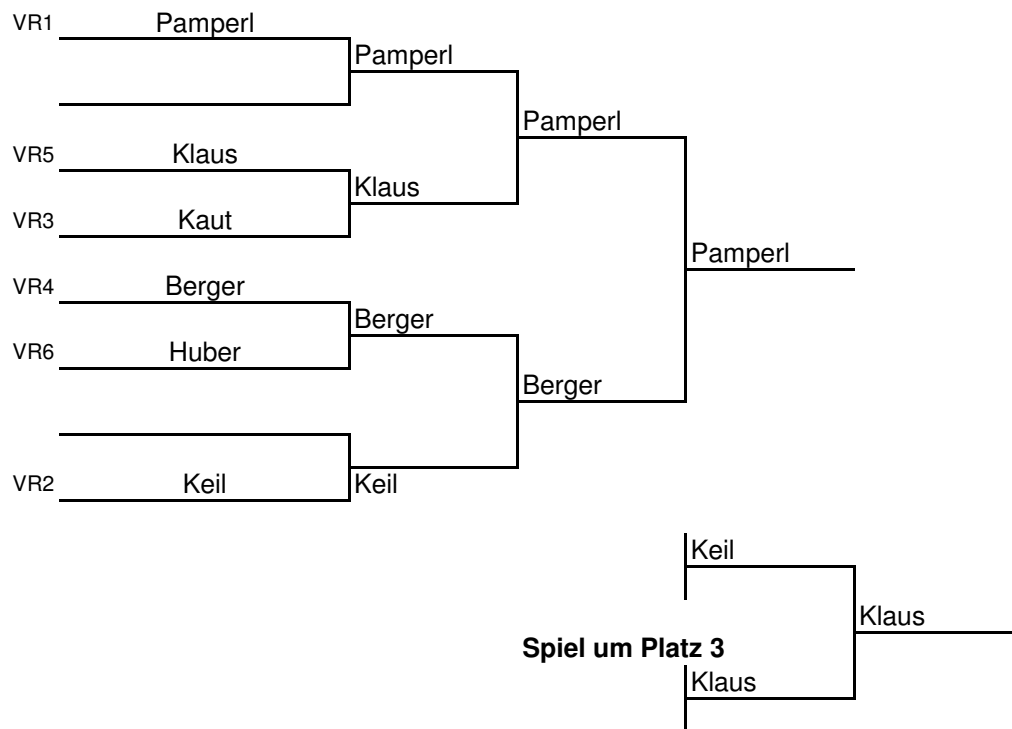 VR1 Pamperl
Pamperl
Pamperl
VR5 Klaus
Klaus
VR3 Kaut
Pamperl
VR4 Berger
Berger
VR6 Huber
Berger
VR2 Keil Keil
Keil
Klaus
Spiel um Platz 3
Klaus